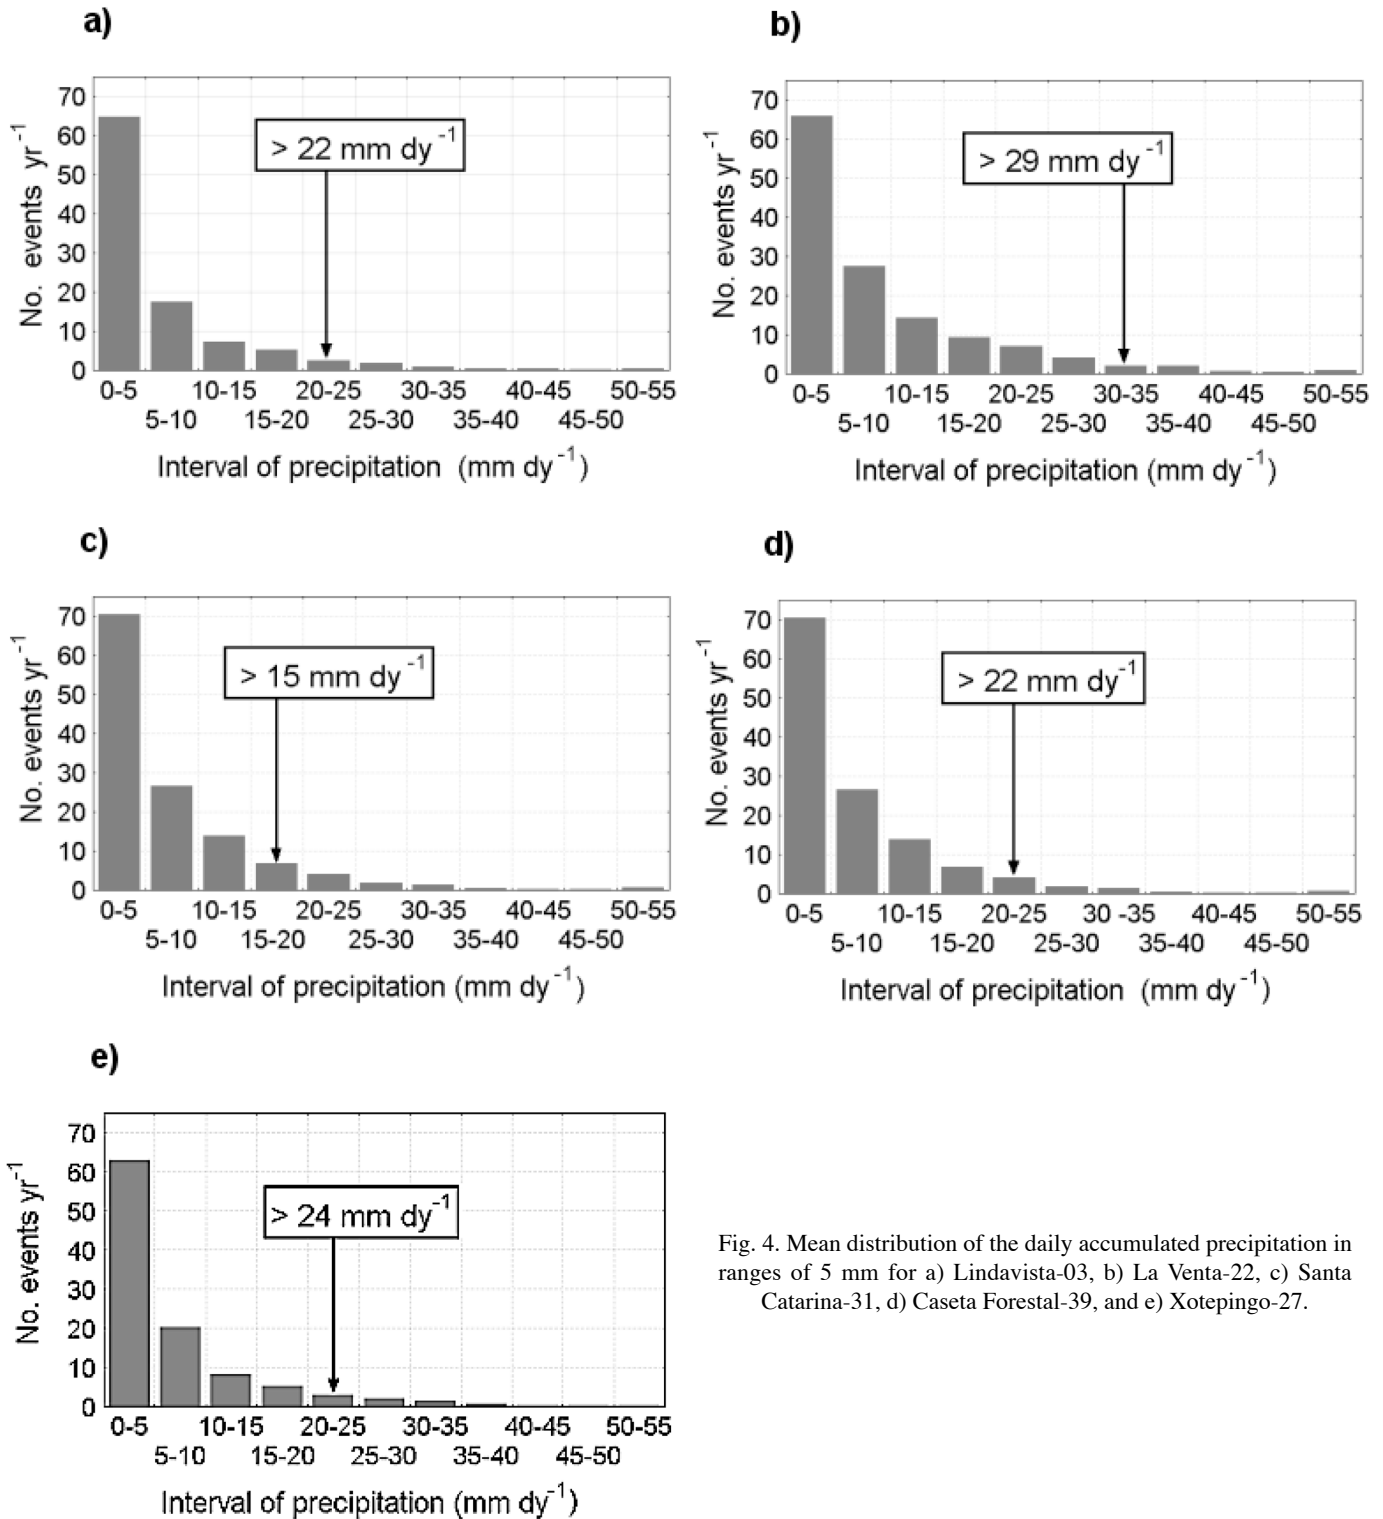 a)
70
60
50
40
30
20
10
0
No. events yr-1
> 22 mm dy-1
0-5 10-15 20-25 30-35 40-45 50-55
5-10 15-20 25-30 35-40 45-50
Interval of precipitation (mm dy-1)
b)
70
60
50
40
30
20
10
0
No. events yr-1
> 29 mm dy-1
0-5 10-15 20-25 30-35 40-45 50-55
5-10 15-20 25-30 35-40 45-50
Interval of precipitation (mm dy-1)
c)
70
60
50
40
30
20
10
0
No. events yr-1
> 15 mm dy-1
0-5 10-15 20-25 30-35 40-45 50-55
5-10 15-20 25-30 35-40 45-50
Interval of precipitation (mm dy-1)
d)
70
60
50
40
30
20
10
0
No. events yr-1
> 22 mm dy-1
0-5 10-15 20-25 30 -35 40-45 50-55
5-10 15-20 25-30 35-40 45-50
Interval of precipitation (mm dy-1)
e)
70
60
50
40
30
20
10
0
No. events yr-1
> 24 mm dy-1
0-5 10-15 20-25 30-35 40-45 50-55
5-10 15-20 25-30 35-40 45-50
Interval of precipitation (mm dy-1)
Fig. 4. Mean distribution of the daily accumulated precipitation in
ranges of 5 mm for a) Lindavista-03, b) La Venta-22, c) Santa
Catarina-31, d) Caseta Forestal-39, and e) Xotepingo-27.